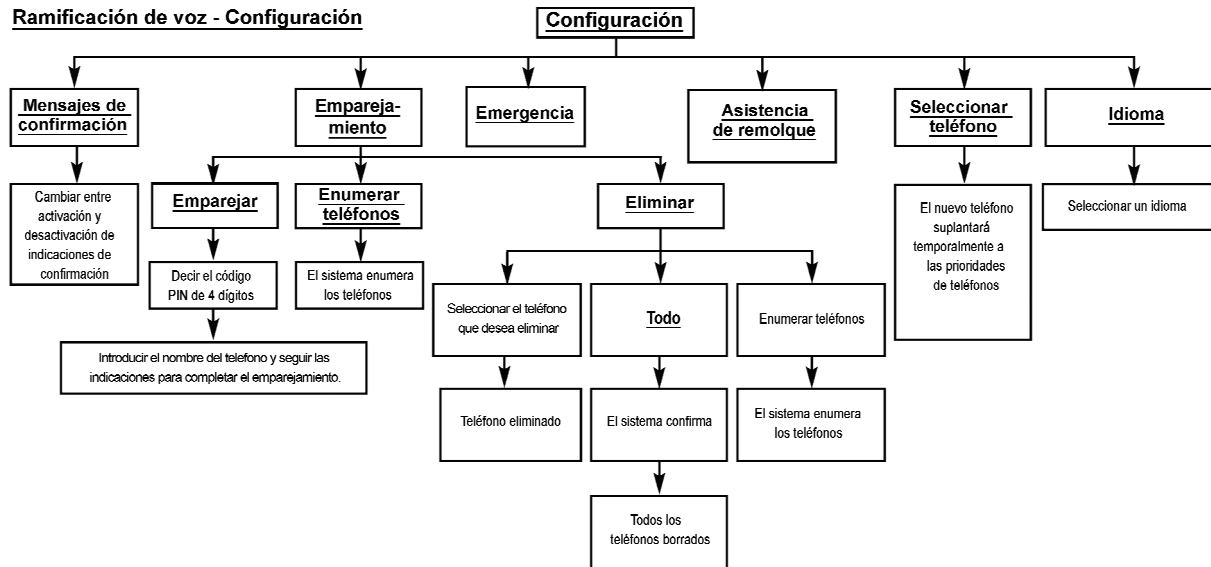 Ramificación de voz - Configuración
Configuración
Mensajes de
confirmación
Empareja-
miento
Emergencia
Asistencia
de remolque
Seleccionar
teléfono
Idioma
Cambiar entre
activación y
desactivación de
indicaciones de
confirmación
Emparejar
Enumerar
teléfonos
Eliminar
El nuevo teléfono
suplantará
temporalmente a
las prioridades
de teléfonos
Seleccionar un idioma
Decir el código
PIN de 4 dígitos
El sistema enumera
los teléfonos
Seleccionar el teléfono
que desea eliminar
Todo
Enumerar teléfonos
Introducir el nombre del telefono y seguir las
indicaciones para completar el emparejamiento.
Teléfono eliminado
El sistema confirma
El sistema enumera
los teléfonos
Todos los
teléfonos borrados